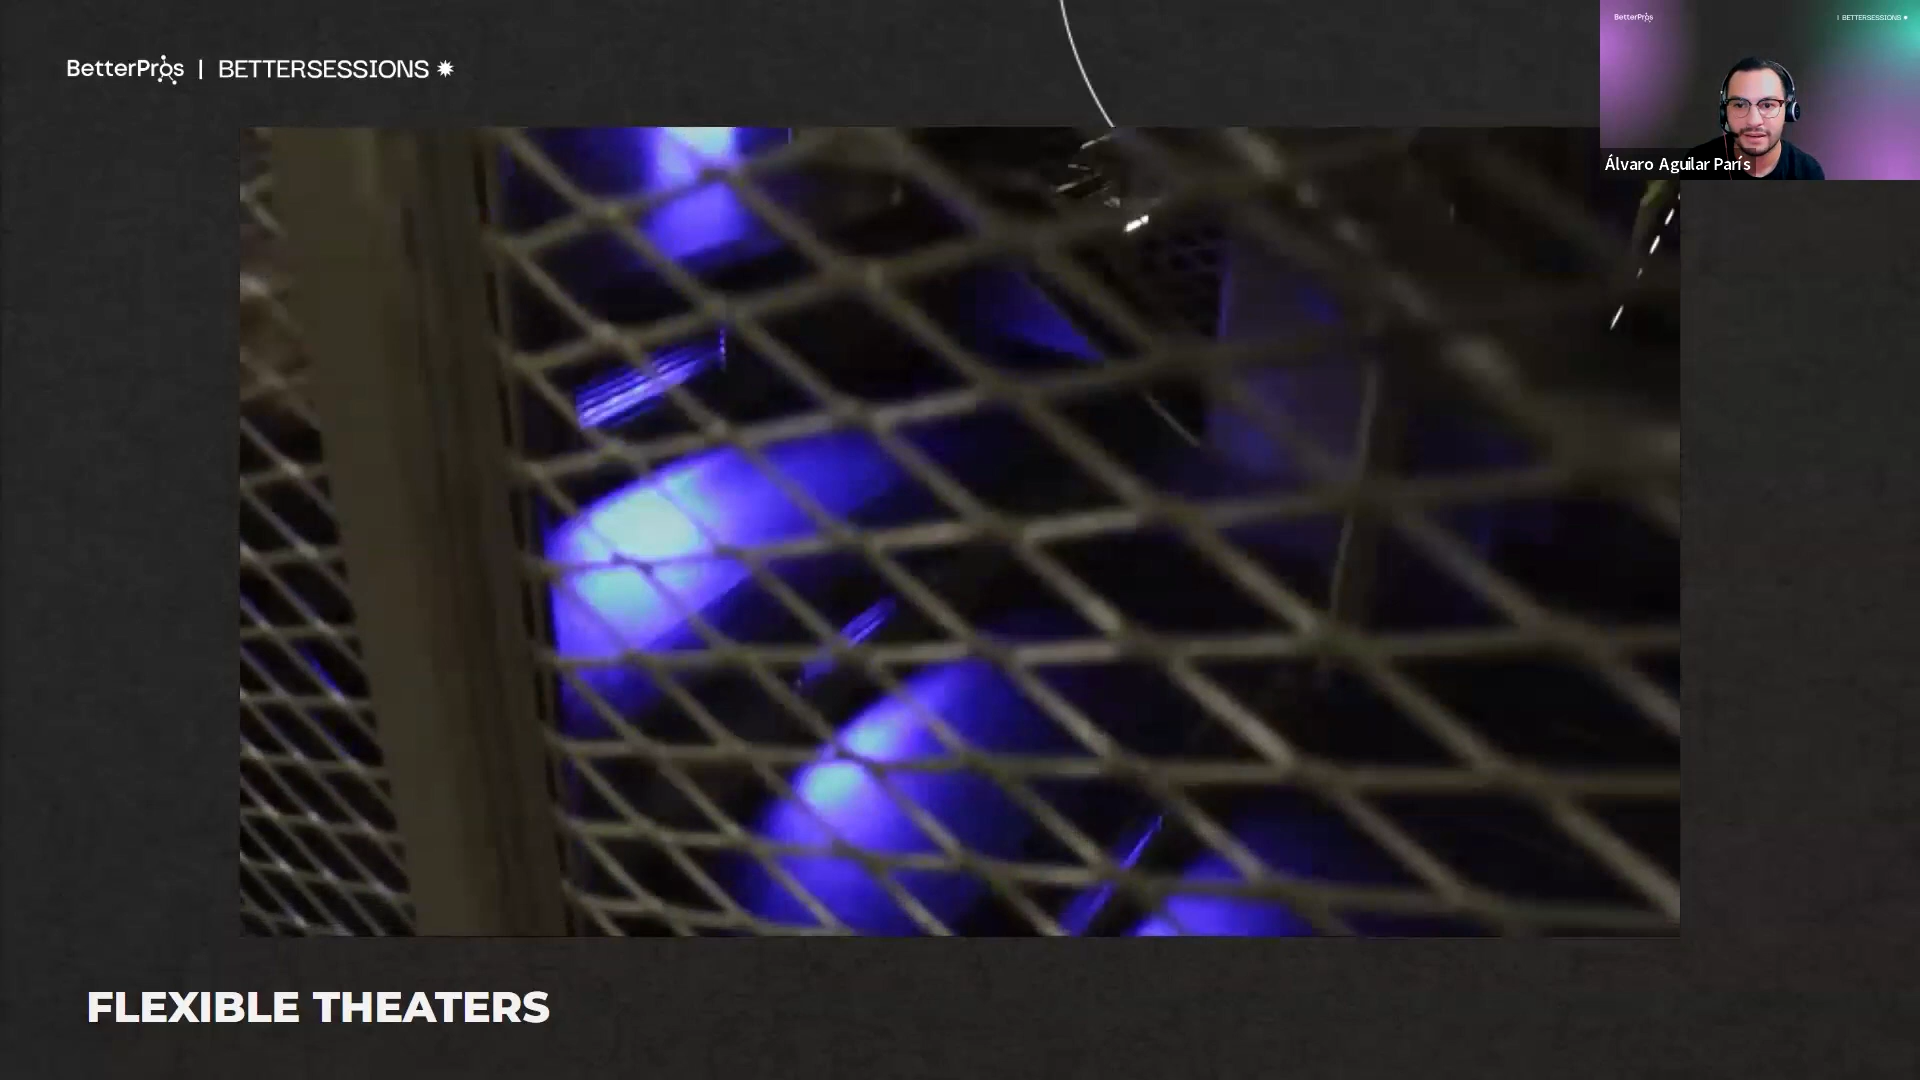 BetterPros | BETTERSESSIONS
BetterPros | BETTERSESSIONS
Álvaro Aguilar París
FLEXIBLE THEATERS